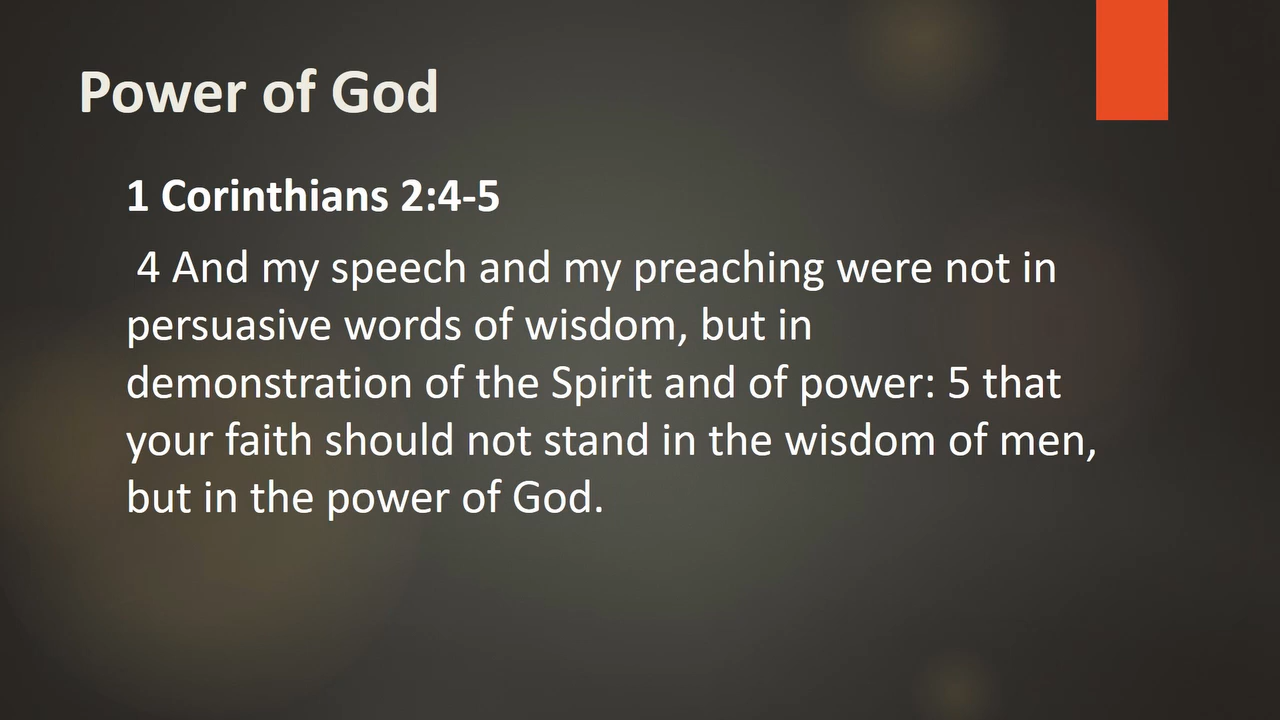 Power of God
1 Corinthians 2:4-5
4 And my speech and my preaching were not in
persuasive words of wisdom, but in
demonstration of the Spirit and of power: 5 that
your faith should not stand in the wisdom of men,
but in the power of God.